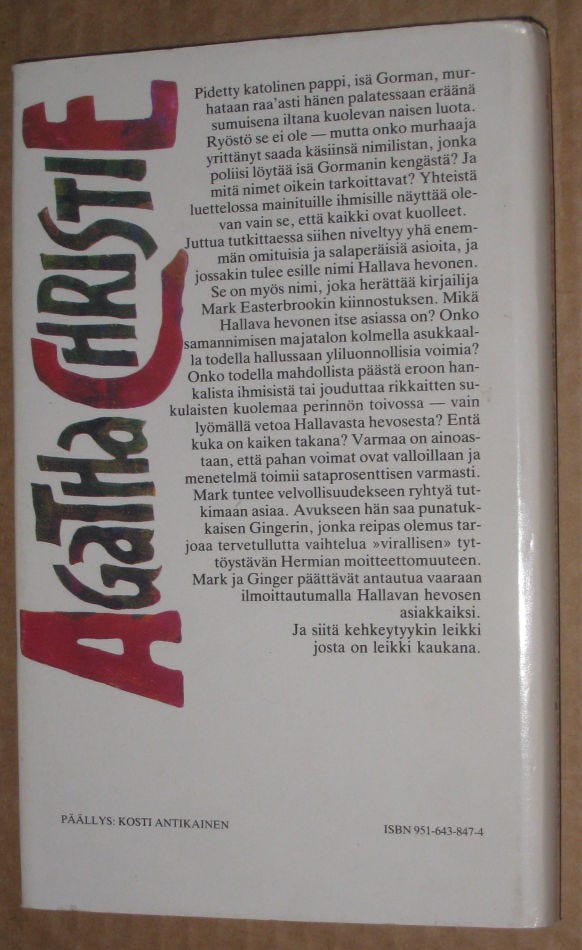 AGATHA CHRISTIE
Pidetty katolinen pappi, isä Gorman, mur-
hataan raa'asti hänen palatessaan eräänä
sumuisena iltana kuolevan naisen luota.
Ryöstö se ei ole — mutta onko murhaaja
yrittänyt saada käsiinsä nimilistan, jonka
poliisi löytää isä Gormanin kengästä? Ja
mitä nimet oikein tarkoittavat? Yhteistä
luettelossa mainituille ihmisille näyttää ole-
van vain se, että kaikki ovat kuolleet.
Juttua tutkittaessa siihen niveltyy yhä enem-
män omituisia ja salaperäisiä asioita, ja
jossakin tulee esille nimi Hallava hevonen.
Se on myös nimi, joka herättää kirjailija
Mark Easterbrookin kiinnostuksen. Mikä
Hallava hevonen itse asiassa on? Onko
samannimisen majatalon kolmella asukkaal-
la todella hallussaan yliluonnollisia voimia?
Onko todella mahdollista päästä eroon han-
kalista ihmisistä tai jouduttaa rikkaitten su-
kulaisten kuolemaa perinnön toivossa — vain
lyömällä vetoa Hallavasta hevosesta? Entä
kuka on kaiken takana? Varmaa on ainoas-
taan, että pahan voimat ovat valloillaan ja
menetelmä toimii sataprosenttisen varmasti.
Mark tuntee velvollisuudekseen ryhtyä tut-
kimaan asiaa. Avukseen hän saa punatuk-
kaisen Gingerin, jonka reipas olemus tar-
joaa tervetullutta vaihtelua »virallisen» tyt-
töystävän Hermian moitteettomuuteen.
Mark ja Ginger päättävät antautua vaaraan
ilmoittautumalla Hallavan hevosen
asiakkaiksi.
Ja siitä kehkeytyykin leikki
josta on leikki kaukana.
PÄÄLLYS: KOSTI ANTIKAINEN
ISBN 951-643-847-4